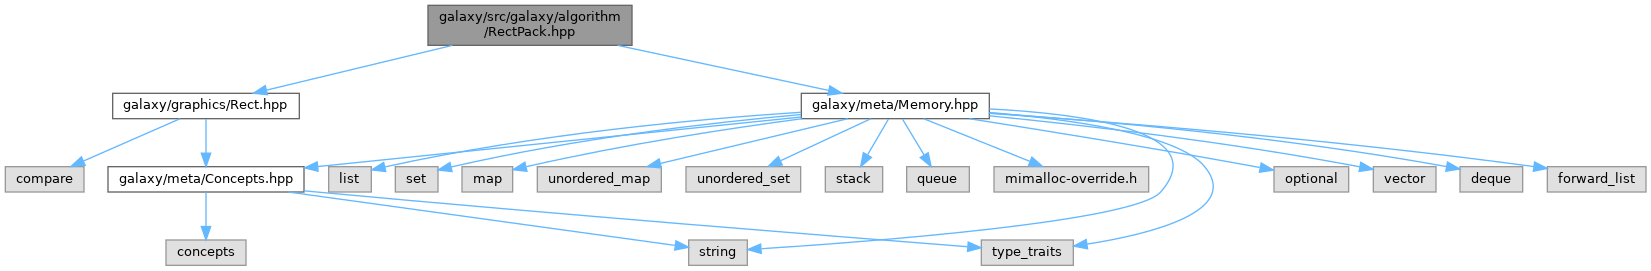 galaxy/src/galaxy/algorithm
/RectPack.hpp
galaxy/graphics/Rect.hpp
galaxy/meta/Memory.hpp
compare
galaxy/meta/Concepts.hpp
list
set
map
unordered_map
unordered_set
stack
queue
mimalloc-override.h
optional
vector
deque
forward_list
concepts
string
type_traits